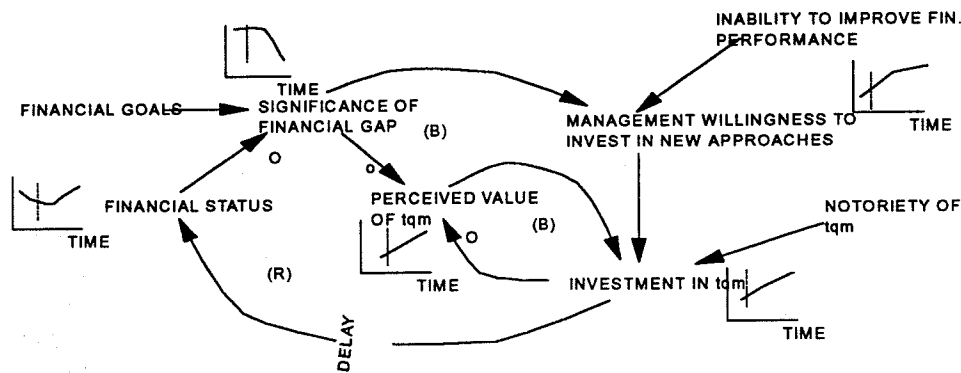 INABILITY TO IMPROVE FIN.
PERFORMANCE
TIME
FINANCIAL GOALS
SIGNIFICANCE OF
FINANCIAL GAP
(B)
MANAGEMENT WILLINGNESS TO
INVEST IN NEW APPROACHES
TIME
O
o
FINANCIAL STATUS
TIME
PERCEIVED VALUE
OF tqm
(B)
O
TIME
NOTORIETY OF
tqm
(R)
INVESTMENT IN tqm
TIME
DELAY